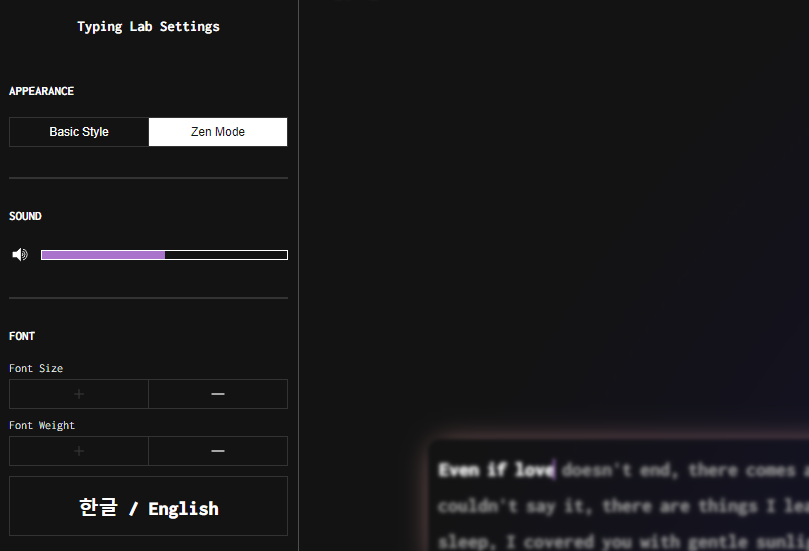 Typing Lab Settings
APPEARANCE
Basic Style
Zen Mode
SOUND
FONT
Font Size
+ —
Font Weight
+ —
한글 / English
Even if love doesn't end, there comes a
couldn't say it, there are things I lea
sleep, I covered you with gentle sunli